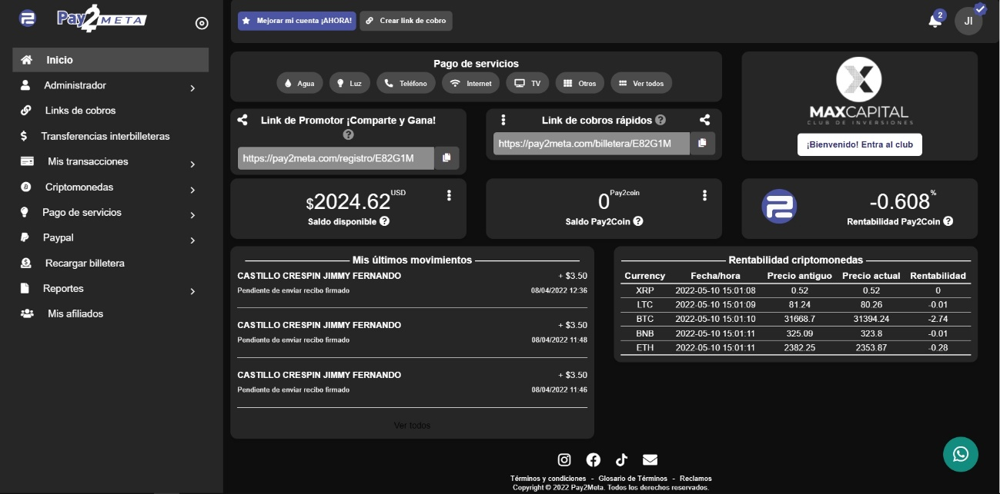 Pay2META
Inicio
Administrador
Links de cobros
Transferencias interbilleteras
Mis transacciones
Criptomonedas
Pago de servicios
Paypal
Recargar billetera
Reportes
Mis afiliados
Mejorar mi cuenta ¡AHORA!
Crear link de cobro
2
JI
Pago de servicios
Agua
Luz
Teléfono
Internet
TV
Otros
Ver todos
MAXCAPITAL
CLUB DE INVERSIONES
¡Bienvenido! Entra al club
Link de Promotor ¡Comparte y Gana!
https://pay2meta.com/registro/E82G1M
Link de cobros rápidos
https://pay2meta.com/billetera/E82G1M
$2024.62 USD
Saldo disponible
0 Pay2coin
Saldo Pay2Coin
-0.608 %
Rentabilidad Pay2Coin
Mis últimos movimientos
CASTILLO CRESPIN JIMMY FERNANDO + $3.50
Pendiente de enviar recibo firmado 08/04/2022 12:36
CASTILLO CRESPIN JIMMY FERNANDO + $3.50
Pendiente de enviar recibo firmado 08/04/2022 11:48
CASTILLO CRESPIN JIMMY FERNANDO + $3.50
Pendiente de enviar recibo firmado 08/04/2022 11:46
Ver todos
Rentabilidad criptomonedas
Currency Fecha/hora Precio antiguo Precio actual Rentabilidad
XRP 2022-05-10 15:01:08 0.52 0.52 0
LTC 2022-05-10 15:01:09 81.24 80.26 -0.01
BTC 2022-05-10 15:01:10 31668.7 31394.24 -2.74
BNB 2022-05-10 15:01:11 325.09 323.8 -0.01
ETH 2022-05-10 15:01:11 2382.25 2353.87 -0.28
Términos y condiciones - Glosario de Términos - Reclamos
Copyright © 2022 Pay2Meta. Todos los derechos reservados.